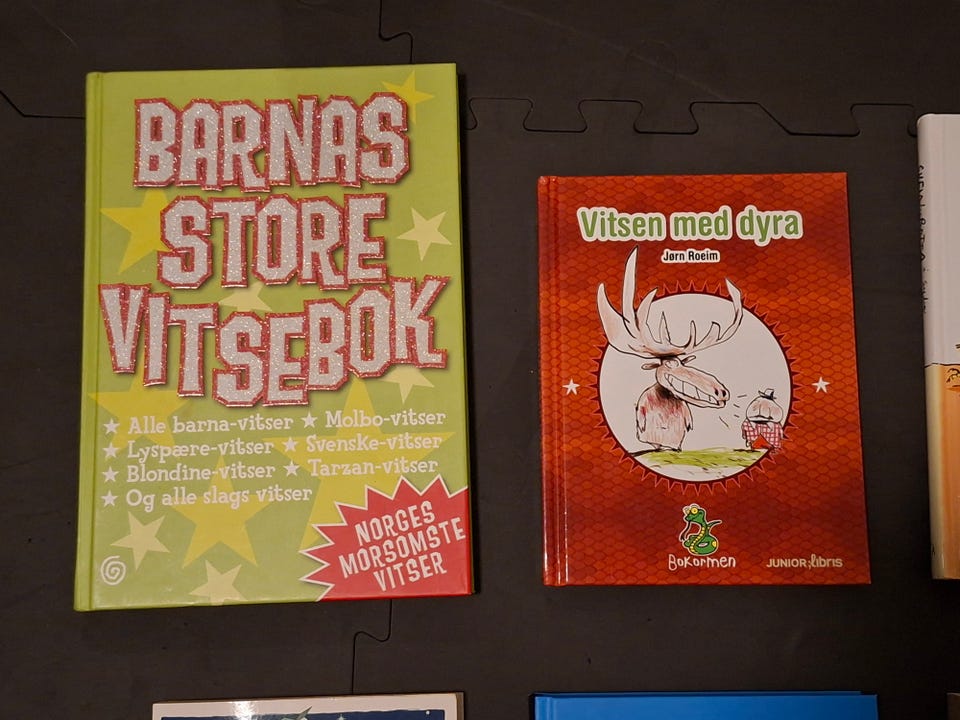 BARNAS
STORE
VITSEBOK
★ Alle barna-vitser ★ Molbo-vitser
★ Lyspære-vitser ★ Svenske-vitser
★ Blondine-vitser ★ Tarzan-vitser
★ Og alle slags vitser
NORGES
MORSOMSTE
VITSER
Vitsen med dyra
Jørn Roeim
Bokormen
JUNIOR;libris